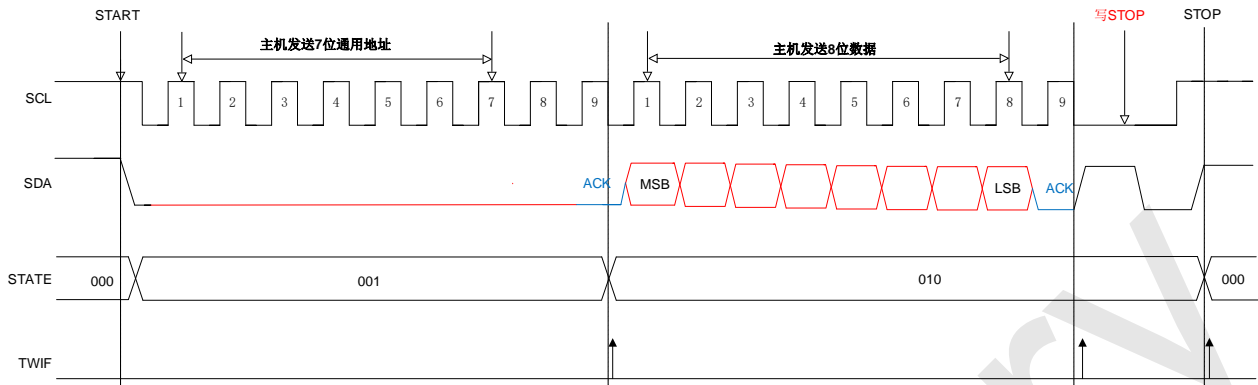 START
写STOP
STOP
主机发送7位通用地址
主机发送8位数据
SCL
1 2 3 4 5 6 7 8 9 1 2 3 4 5 6 7 8 9
SDA
ACK MSB LSB ACK
STATE
000 001 010 000
TWIF